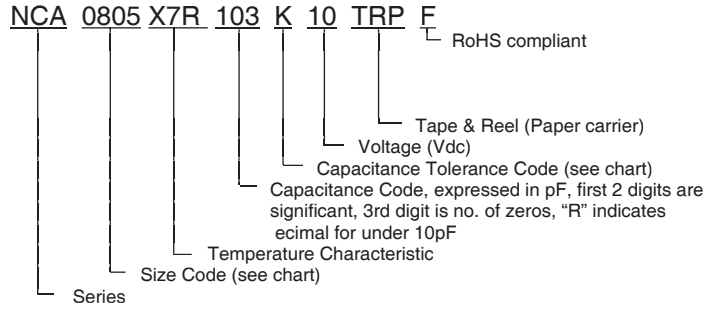 NCA 0805 X7R 103 K 10 TRP F
RoHS compliant
Tape & Reel (Paper carrier)
Voltage (Vdc)
Capacitance Tolerance Code (see chart)
Capacitance Code, expressed in pF, first 2 digits are
significant, 3rd digit is no. of zeros, “R” indicates
ecimal for under 10pF
Temperature Characteristic
Size Code (see chart)
Series